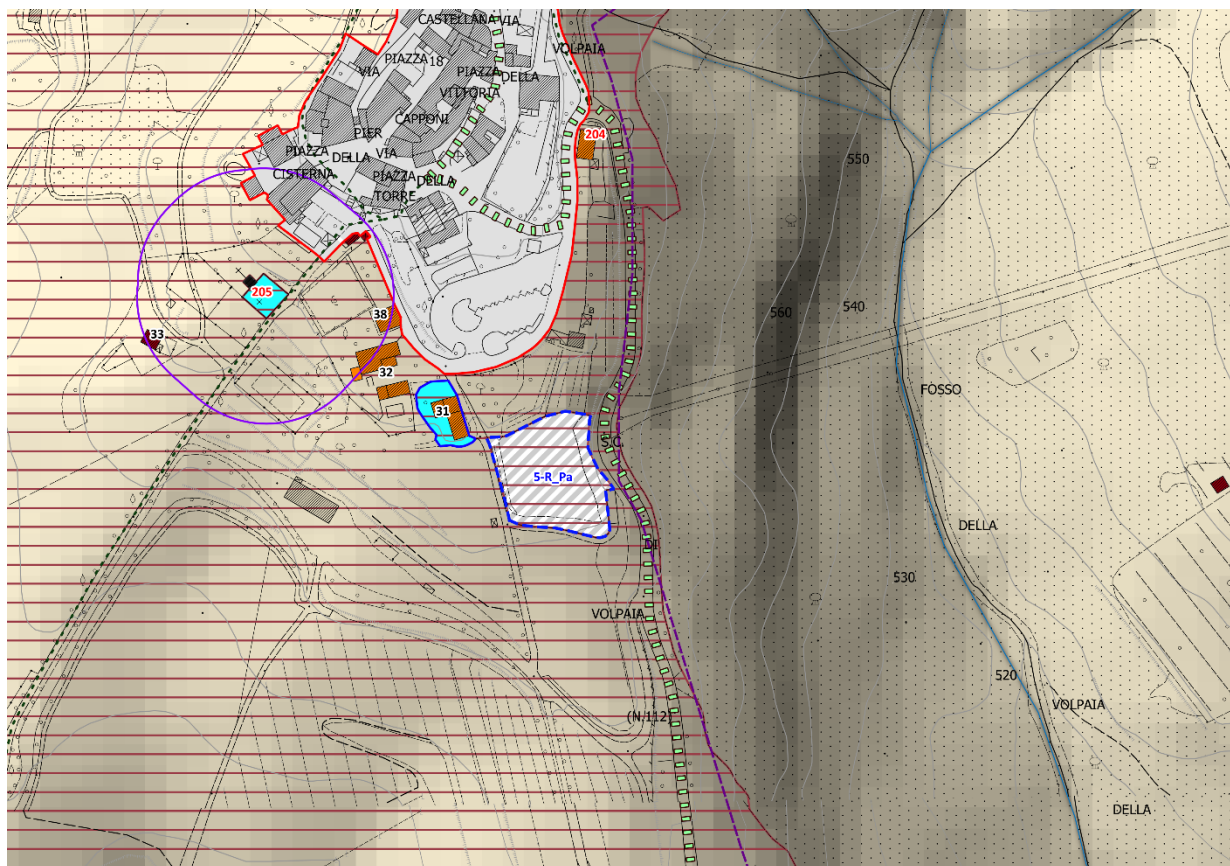 CASTELLANA
VIA
VOLPAIA
PIAZZA
18
VIA
PIAZZA
DELLA
VITTORIA
CAPPONI
PIER
204
PIAZZA
DELLA
VIA
CISTERNA
PIAZZA
DELLA
TORRE
550
205
540
560
38
33
32
FOSSO
31
S.C.
5-R_Pa
DELLA
DI
530
VOLPAIA
520
VOLPAIA
(N.112)
DELLA